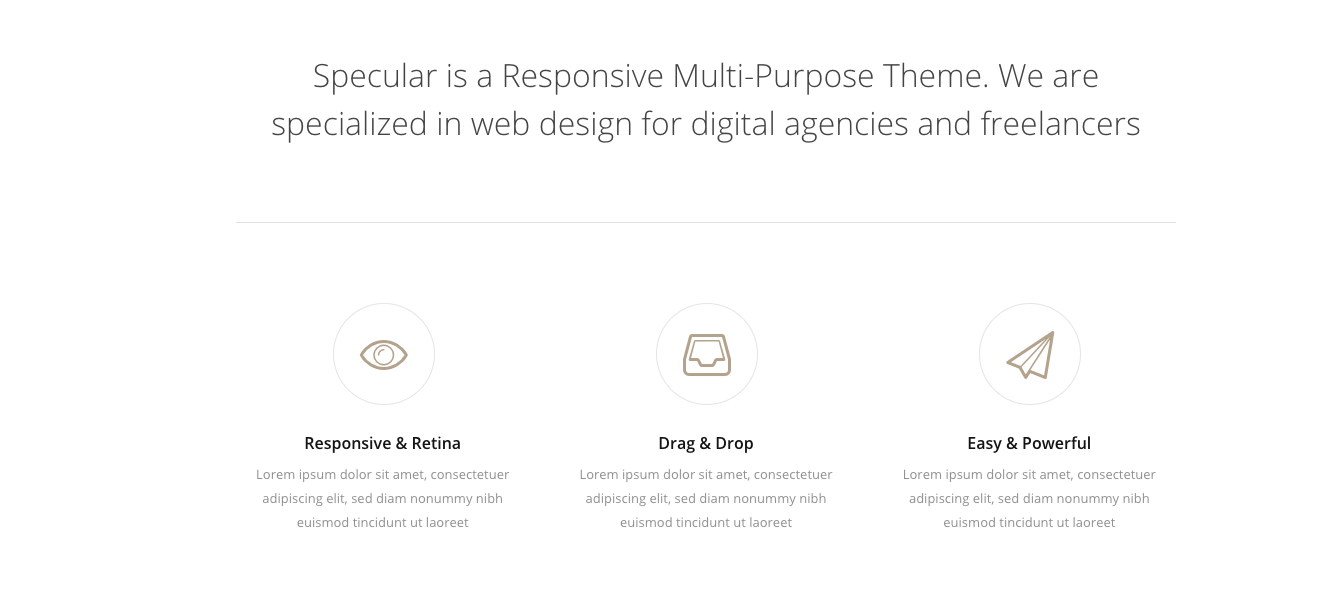 Specular is a Responsive Multi-Purpose Theme. We are
specialized in web design for digital agencies and freelancers
Responsive & Retina
Lorem ipsum dolor sit amet, consectetuer
adipiscing elit, sed diam nonummy nibh
euismod tincidunt ut laoreet
Drag & Drop
Lorem ipsum dolor sit amet, consectetuer
adipiscing elit, sed diam nonummy nibh
euismod tincidunt ut laoreet
Easy & Powerful
Lorem ipsum dolor sit amet, consectetuer
adipiscing elit, sed diam nonummy nibh
euismod tincidunt ut laoreet